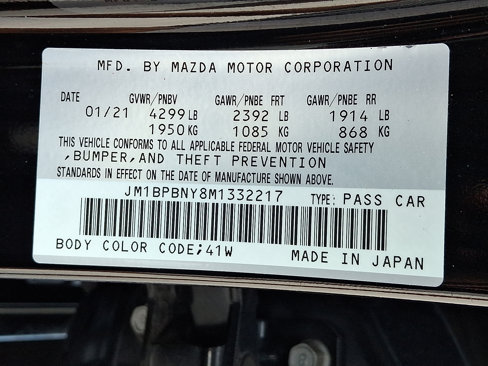 MFD. BY MAZDA MOTOR CORPORATION
DATE GVWR/PNBV GAWR/PNBE FRT GAWR/PNBE RR
01/21 4299 LB 2392 LB 1914 LB
1950 KG 1085 KG 868 KG
THIS VEHICLE CONFORMS TO ALL APPLICABLE FEDERAL MOTOR VEHICLE SAFETY
,BUMPER,AND THEFT PREVENTION
STANDARDS IN EFFECT ON THE DATE OF MANUFACTURE SHOWN ABOVE.
JM1BPBNY8M1332217 TYPE: PASS CAR
BODY COLOR CODE;41W MADE IN JAPAN